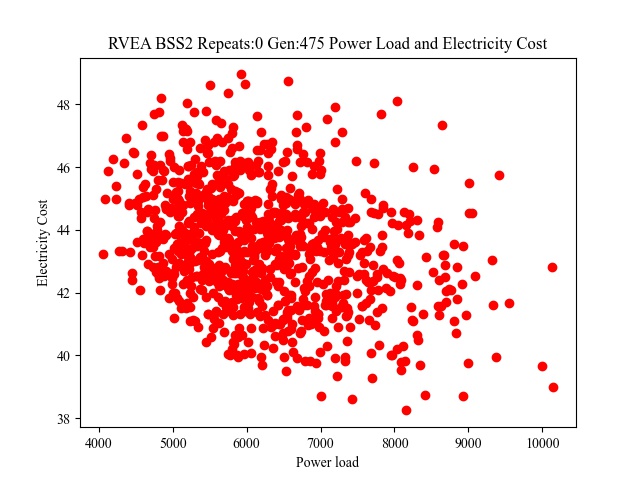 RVEA BSS2 Repeats:0 Gen:475 Power Load and Electricity Cost
48
46
44
42
40
38
Electricity Cost
4000 5000 6000 7000 8000 9000 10000
Power load